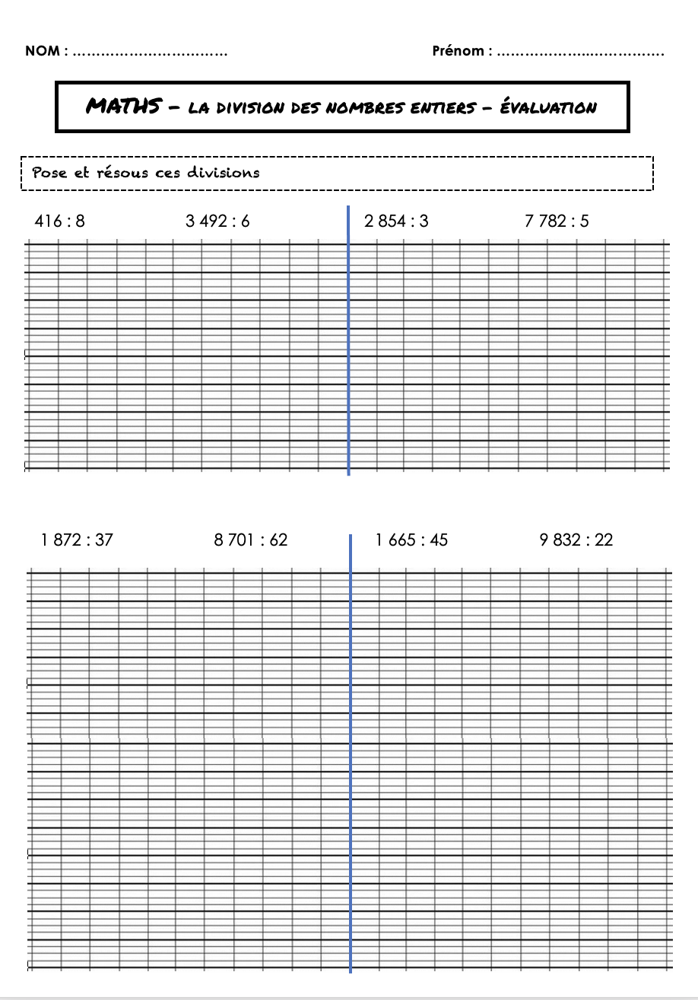 NOM : ……………………………
Prénom : ………………..…………….
MATHS – LA DIVISION DES NOMBRES ENTIERS – ÉVALUATION
Pose et résous ces divisions
416 : 8 3 492 : 6 2 854 : 3 7 782 : 5
1 872 : 37 8 701 : 62 1 665 : 45 9 832 : 22